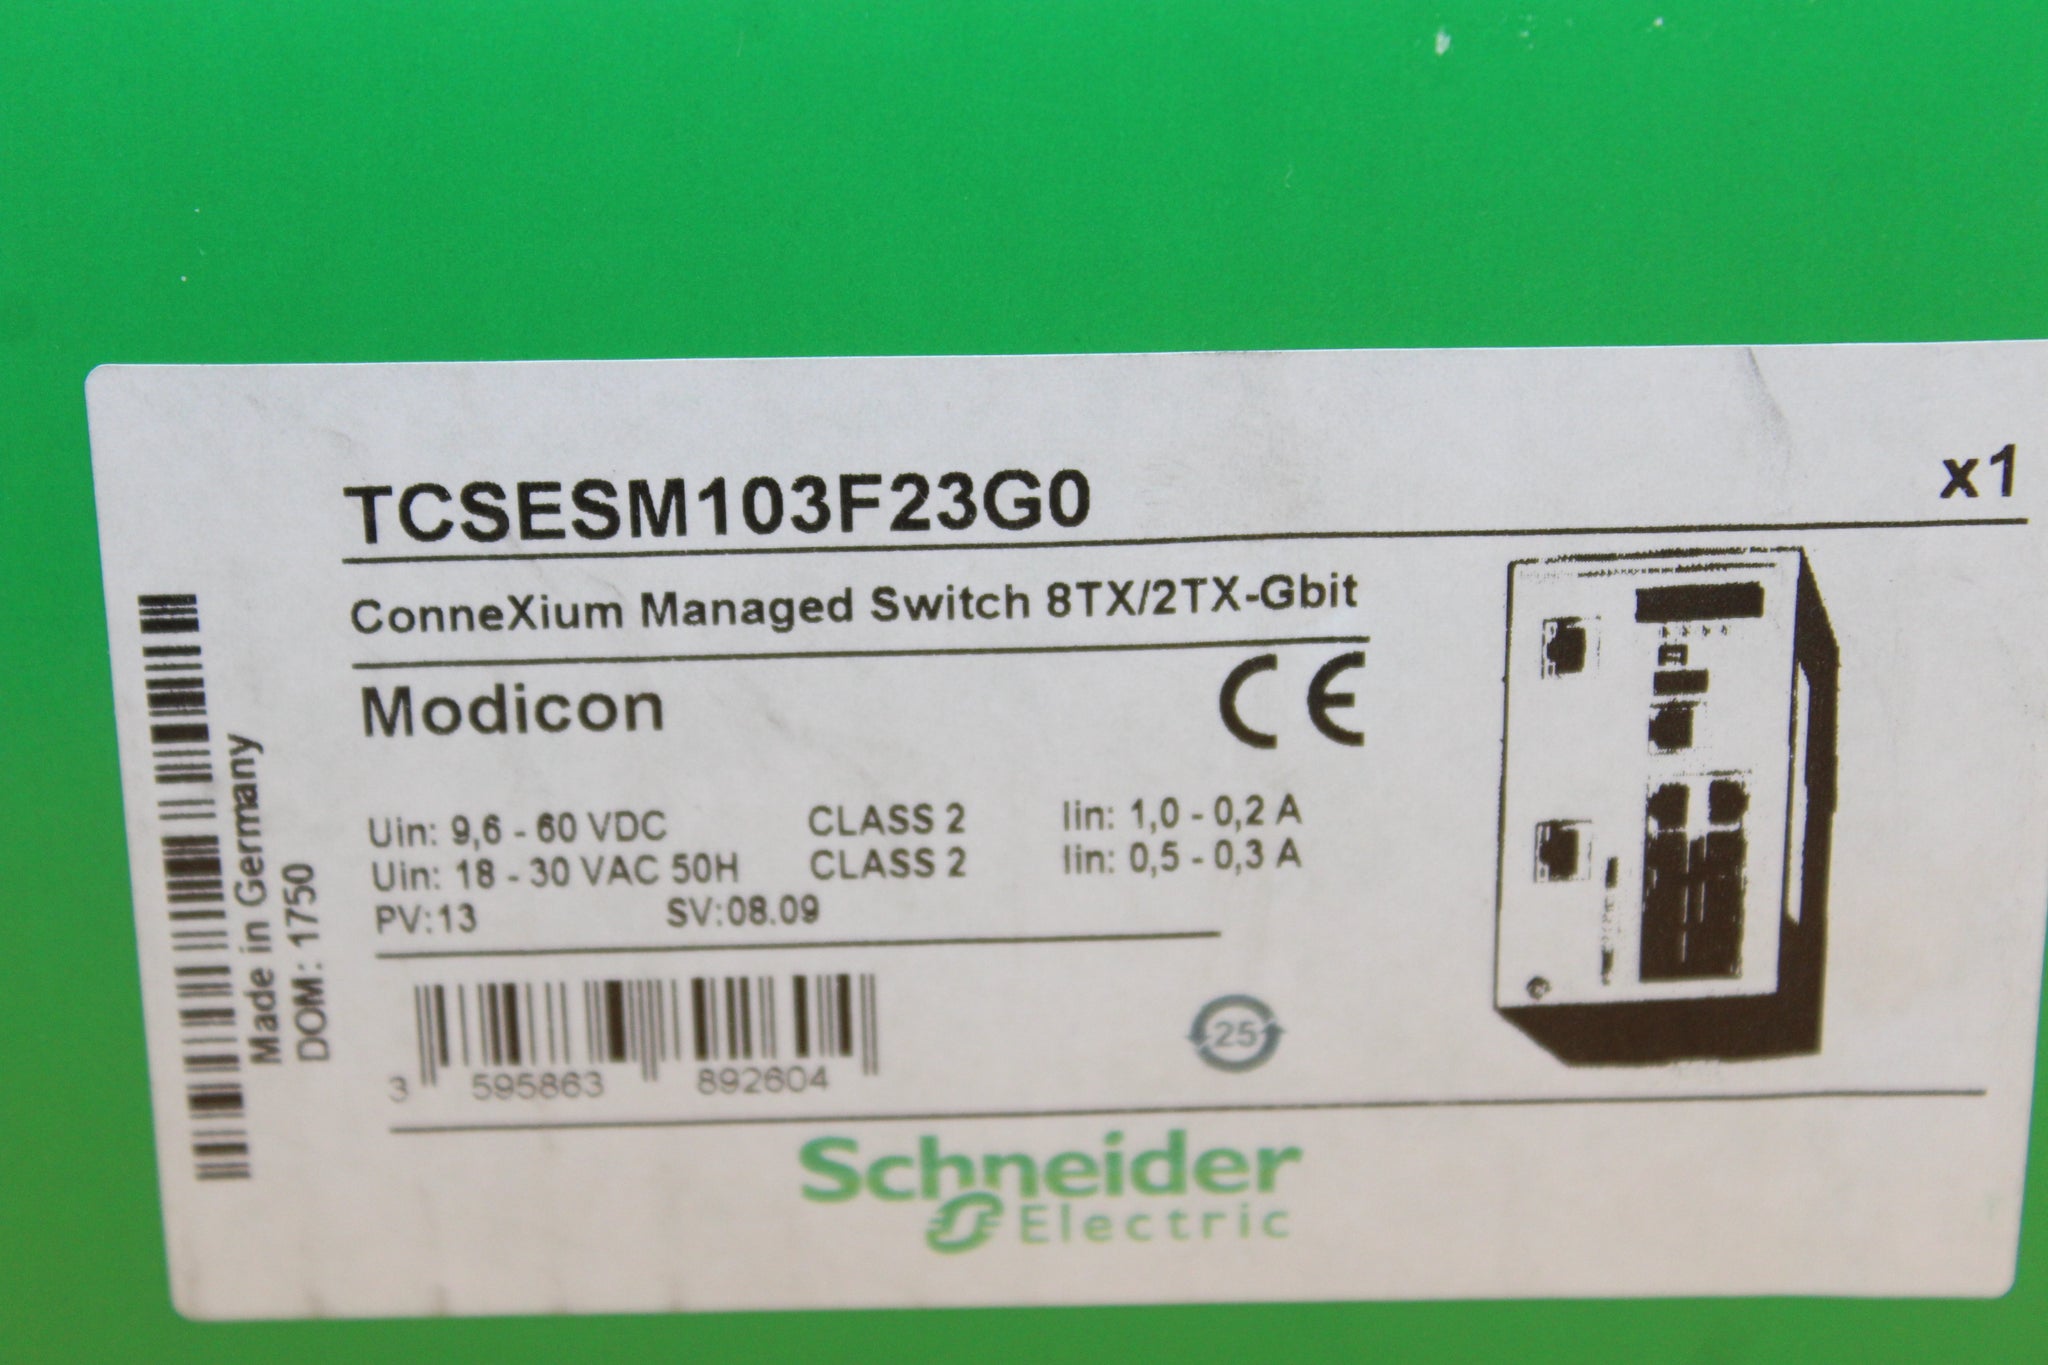 TCSESM103F23G0
x1
ConneXium Managed Switch 8TX/2TX-Gbit
Modicon
CE
Uin: 9,6 - 60 VDC CLASS 2 Iin: 1,0 - 0,2 A
Uin: 18 - 30 VAC 50H CLASS 2 Iin: 0,5 - 0,3 A
PV:13 SV:08.09
3 595863 892604
25
Made in Germany
DOM: 1750
Schneider
Electric